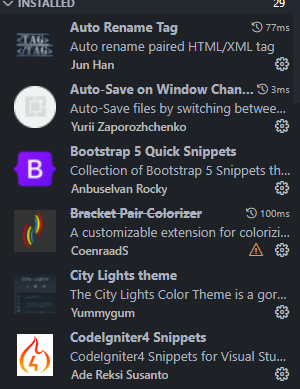 INSTALLED 29
Auto Rename Tag 77ms
Auto rename paired HTML/XML tag
Jun Han
Auto-Save on Window Chan... 3ms
Auto-Save files by switching betwee...
Yurii Zaporozhchenko
Bootstrap 5 Quick Snippets
Collection of Bootstrap 5 Snippets th...
Anbuselvan Rocky
Bracket Pair Colorizer 100ms
A customizable extension for colorizi...
CoenraadS
City Lights theme
The City Lights Color Theme is a gor...
Yummygum
CodeIgniter4 Snippets
CodeIgniter4 Snippets for Visual Stu...
Ade Reksi Susanto